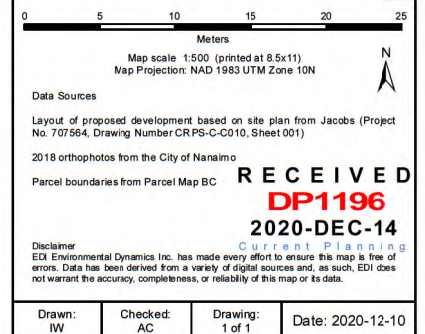 0 5 10 15 20 25
Meters
Map scale 1:500 (printed at 8.5x11)
Map Projection: NAD 1983 UTM Zone 10N
N
Data Sources
Layout of proposed development based on site plan from Jacobs (Project
No. 707564, Drawing Number CRPS-C-C010, Sheet 001)
2018 orthophotos from the City of Nanaimo
Parcel boundaries from Parcel Map BC
RECEIVED
DP1196
2020-DEC-14
Current Planning
Disclaimer
EDI Environmental Dynamics Inc. has made every effort to ensure this map is free of
errors. Data has been derived from a variety of digital sources and, as such, EDI does
not warrant the accuracy, completeness, or reliability of this map or its data.
Drawn:
IW
Checked:
AC
Drawing:
1 of 1
Date: 2020-12-10